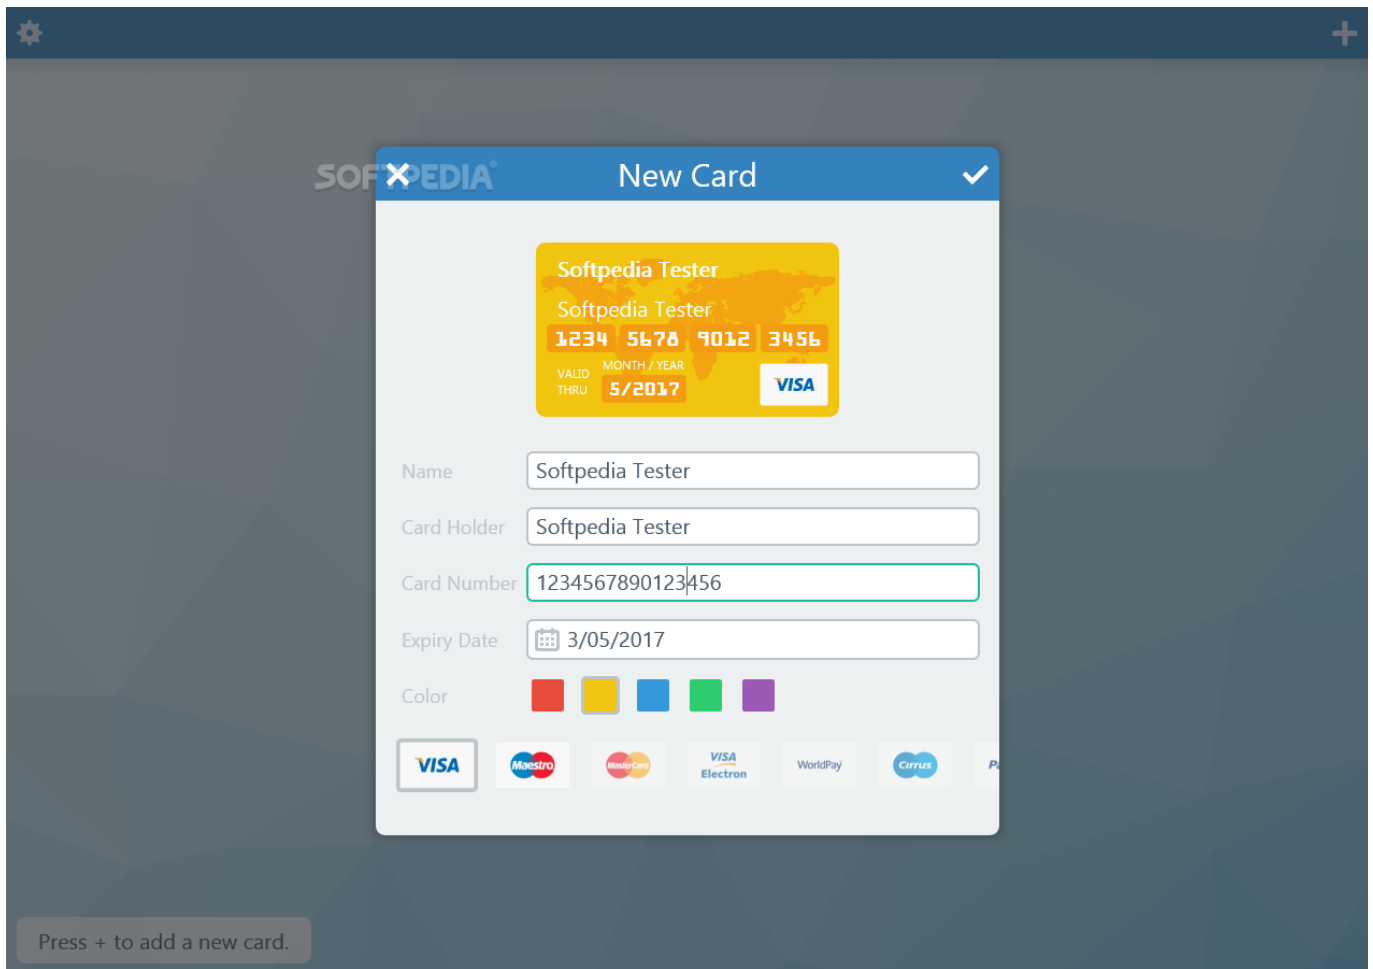 SOFTPEDIA®
New Card
Softpedia Tester
Softpedia Tester
1234 5678 9012 3456
MONTH / YEAR
VALID
THRU
5/2017
VISA
Name
Softpedia Tester
Card Holder
Softpedia Tester
Card Number
1234567890123456
Expiry Date
3/05/2017
Color
VISA
Maestro
MasterCard
VISA
Electron
WorldPay
Cirrus
Press + to add a new card.